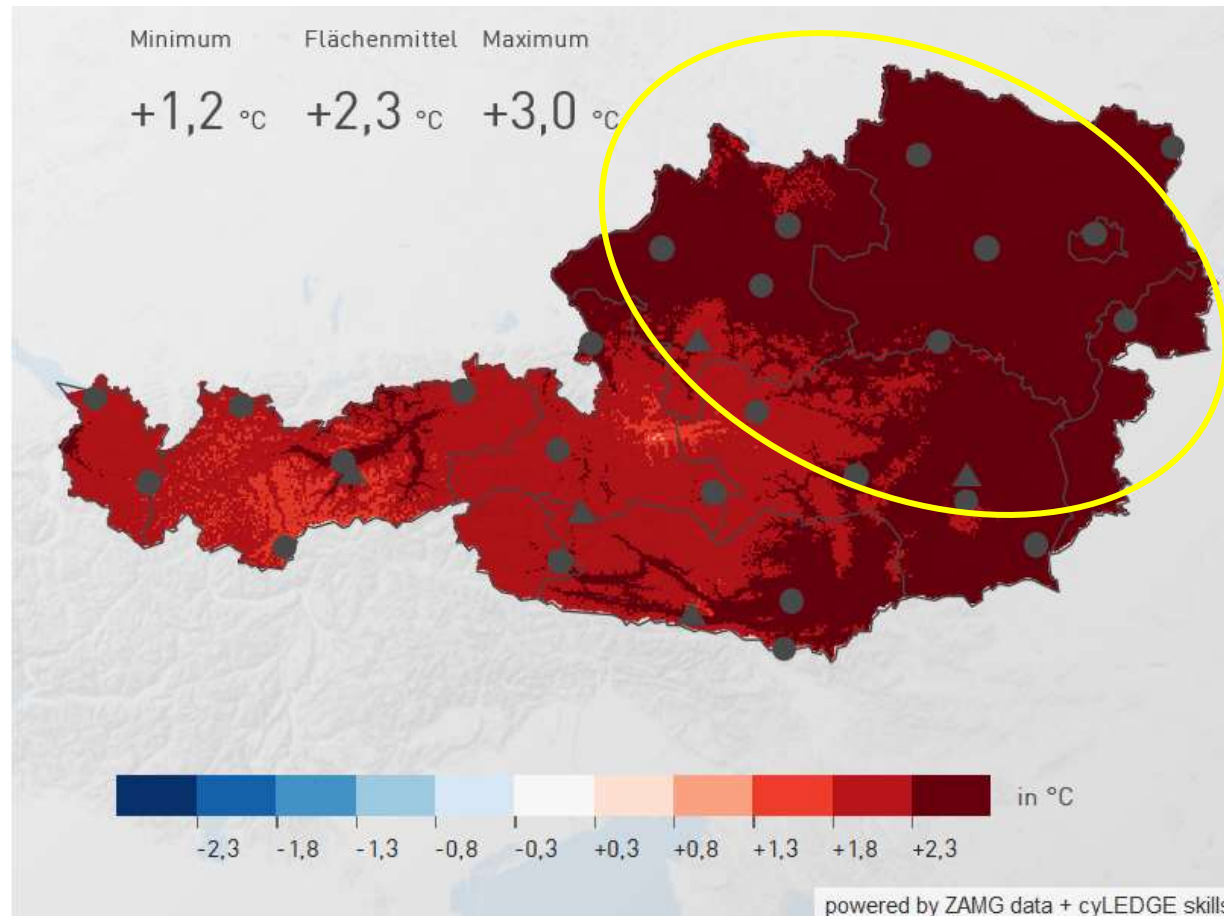 Minimum Flächenmittel Maximum
+1,2 °C +2,3 °C +3,0 °C
in °C
-2,3 -1,8 -1,3 -0,8 -0,3 +0,3 +0,8 +1,3 +1,8 +2,3
powered by ZAMG data + cyLEDGE skills